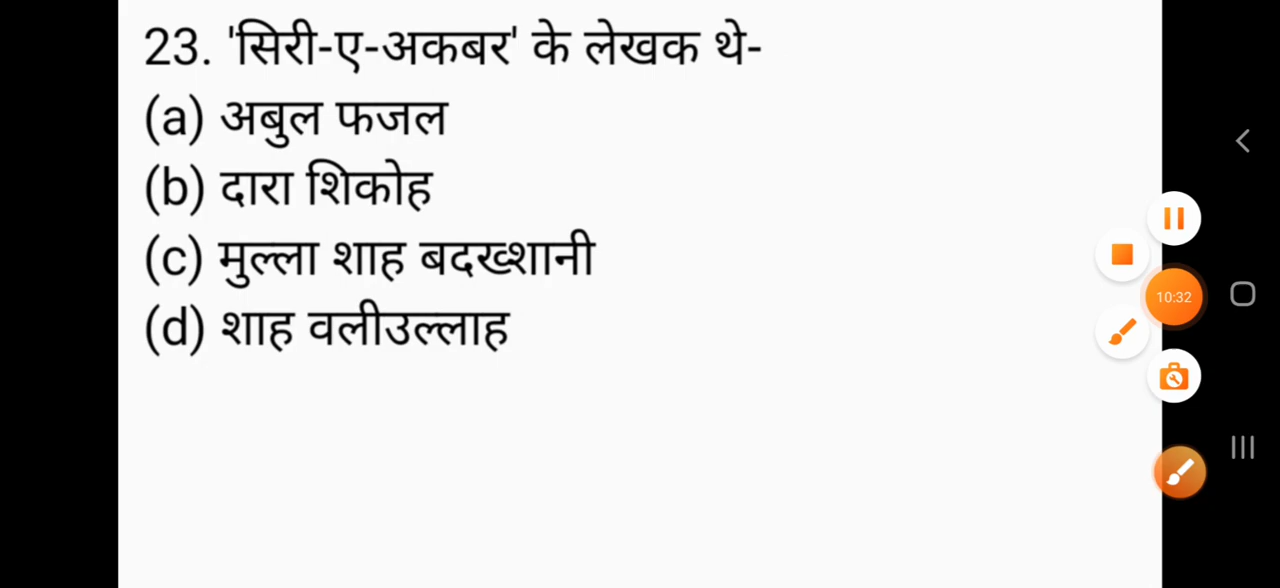 23. 'सिरी-ए-अकबर' के लेखक थे-
(a) अबुल फजल
(b) दारा शिकोह
(c) मुल्ला शाह बदख्शानी
(d) शाह वलीउल्लाह
10:32